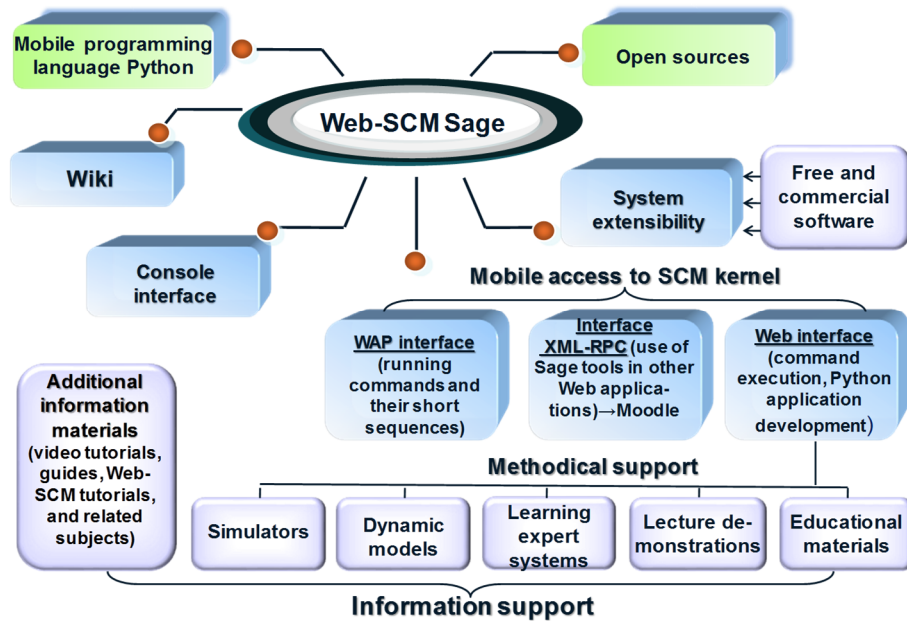 Mobile programming
language Python
Open sources
Web-SCM Sage
Wiki
System
extensibility
Free and
commercial
software
Console
interface
Mobile access to SCM kernel
WAP interface
(running
commands and
their short
sequences)
Interface
XML-RPC (use of
Sage tools in other
Web applica-
tions)→Moodle
Web interface
(command
execution, Python
application
development)
Additional
information
materials
(video tutorials,
guides, Web-
SCM tutorials,
and related
subjects)
Methodical support
Simulators
Dynamic
models
Learning
expert
systems
Lecture de-
monstrations
Educational
materials
Information support